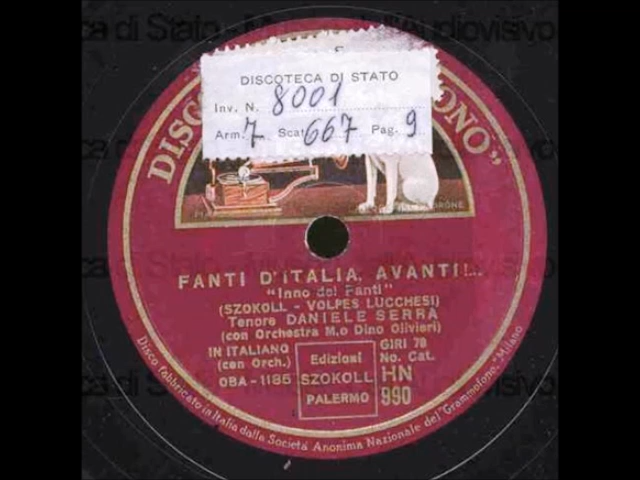 DISCOTECA DI STATO
Inv. N. 8001
Arm. 7 Scat 667 Pag. 9
DISC
ONO"
FANTI D'ITALIA, AVANTI!...
"Inno dei Fanti"
(SZOKOLL - VOLPES LUCCHESI)
Tenore DANIELE SERRA
(con Orchestra M.o Dino Olivieri)
IN ITALIANO
(con Orch.)
OBA-1185
Edizioni
SZOKOLL
PALERMO
GIRI 78
No. Cat.
HN
990
Disco fabbricato in Italia dalla Società Anonima Nazionale del "Grammofono". Milano